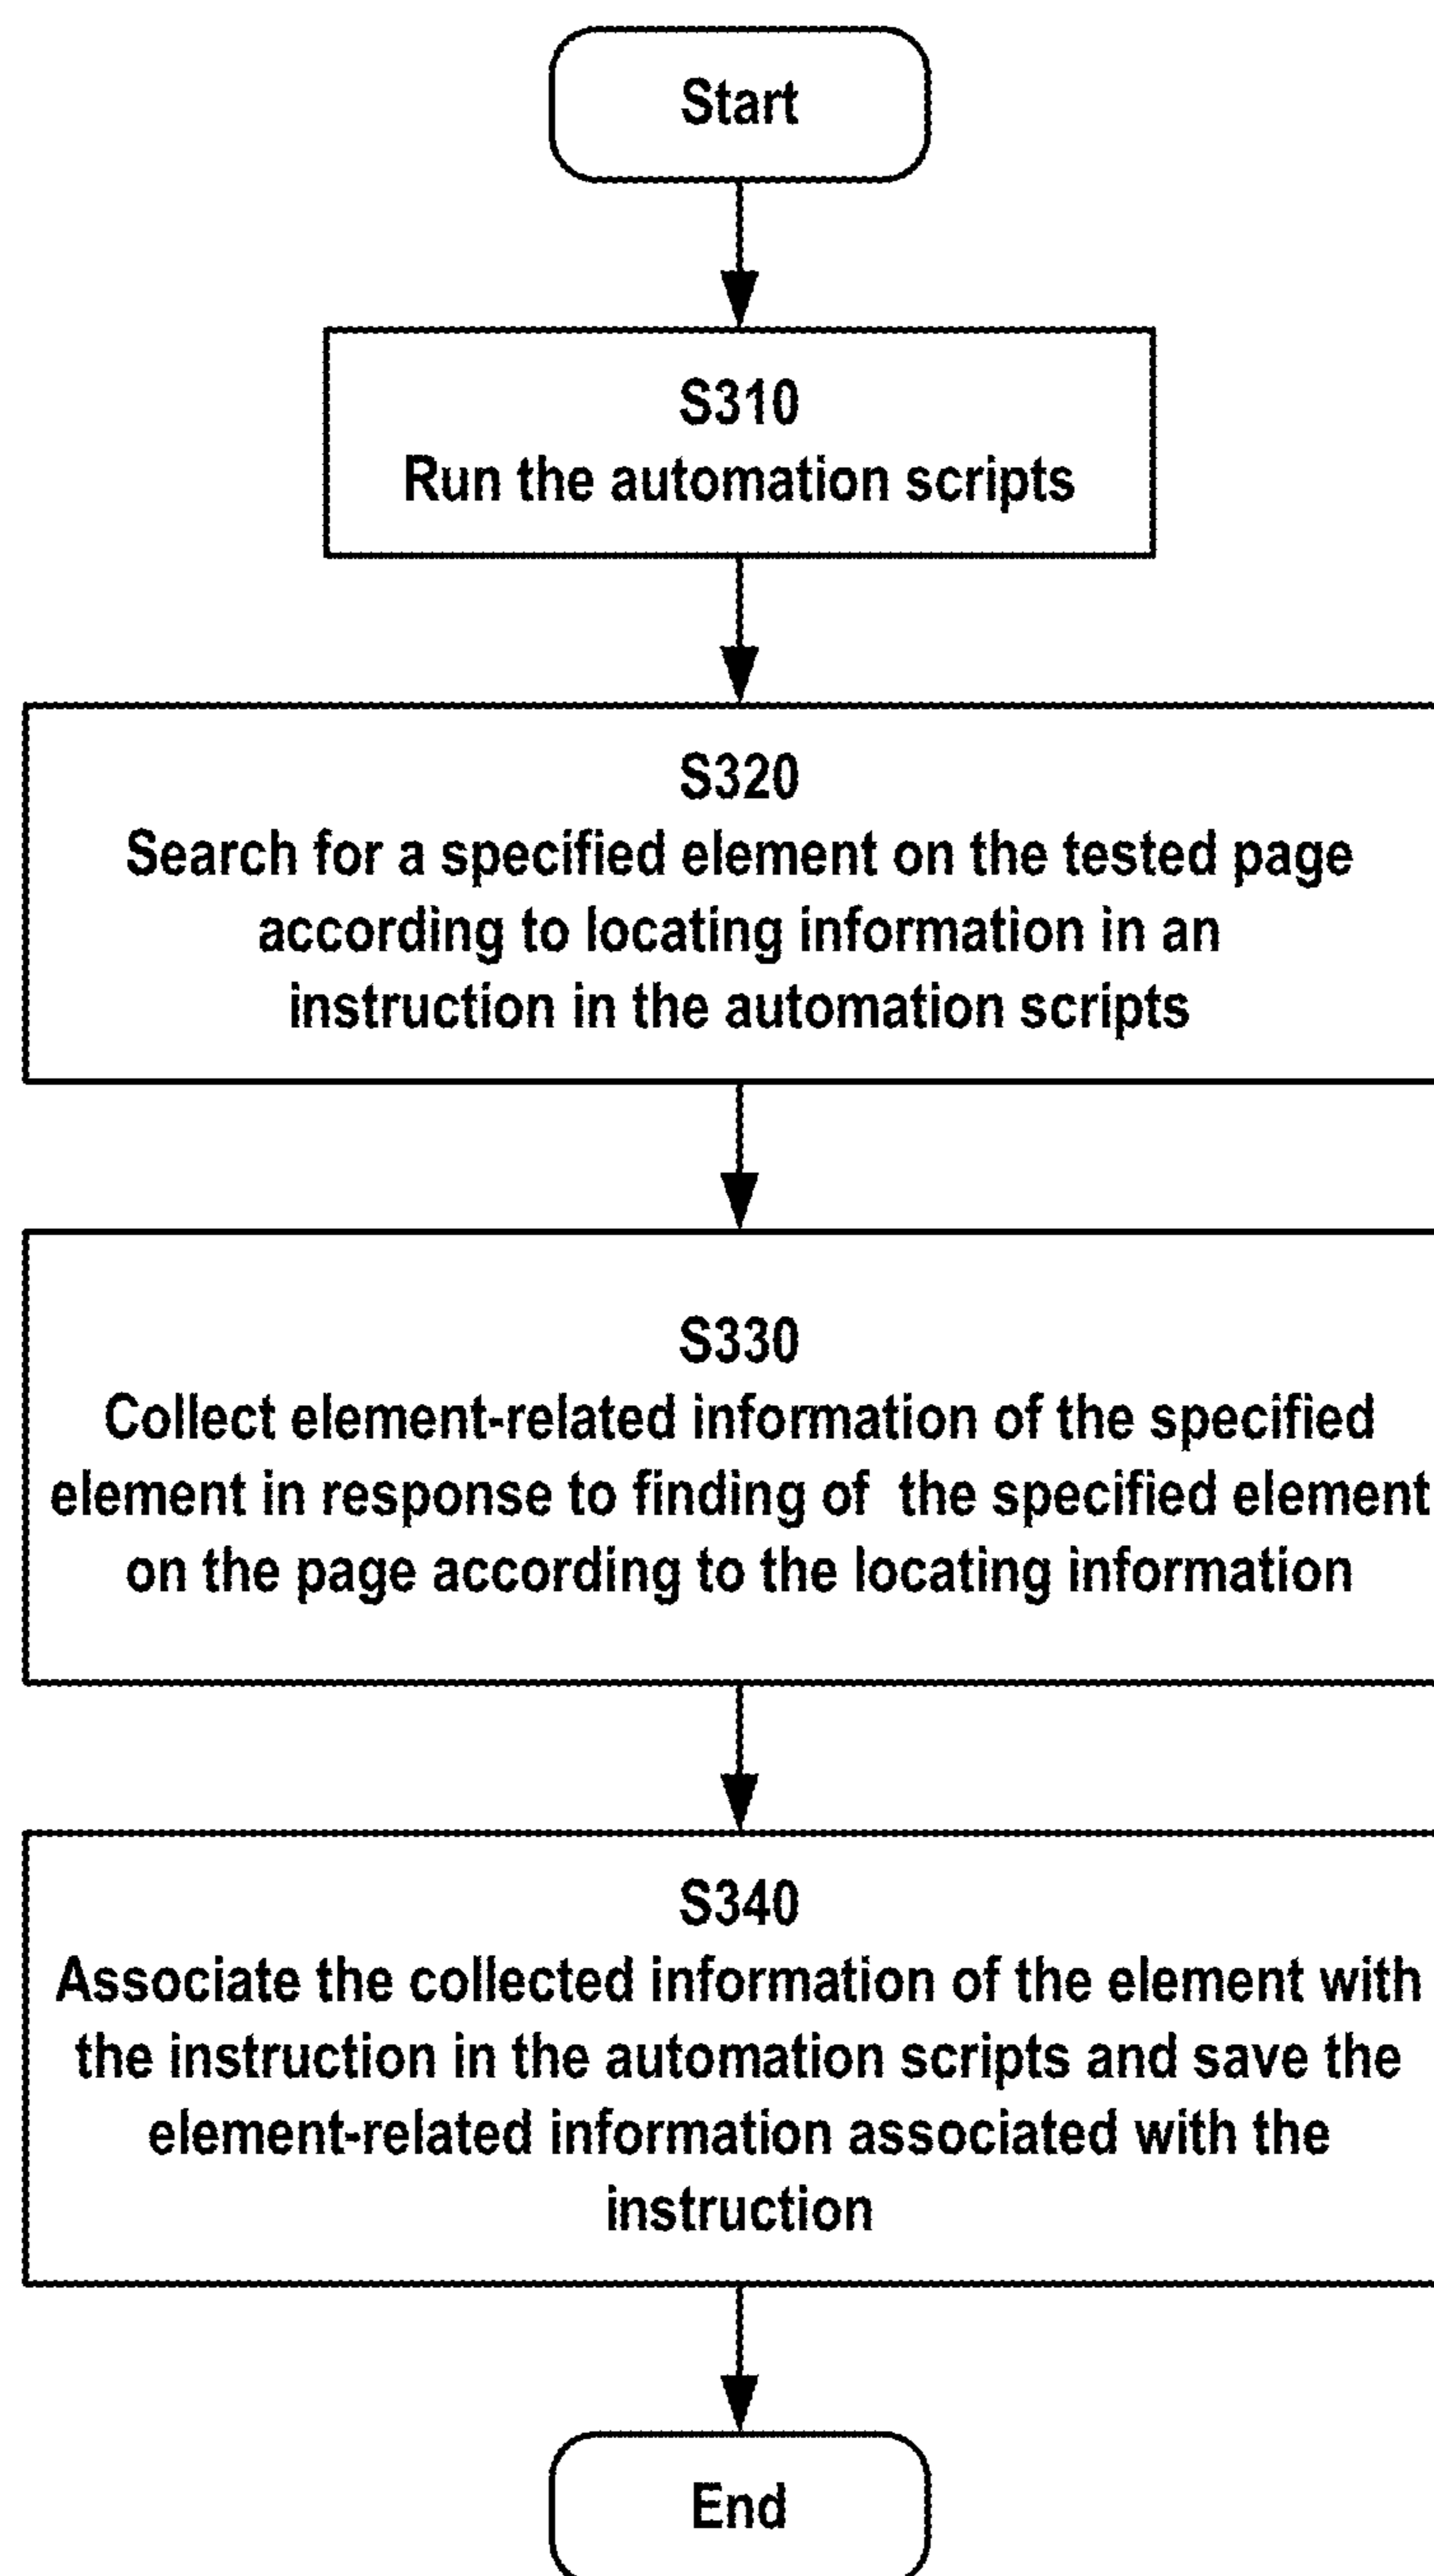 Start
S310
Run the automation scripts
S320
Search for a specified element on the tested page
according to locating information in an
instruction in the automation scripts
S330
Collect element-related information of the specified
element in response to finding of the specified element
on the page according to the locating information
S340
Associate the collected information of the element with
the instruction in the automation scripts and save the
element-related information associated with the
instruction
End